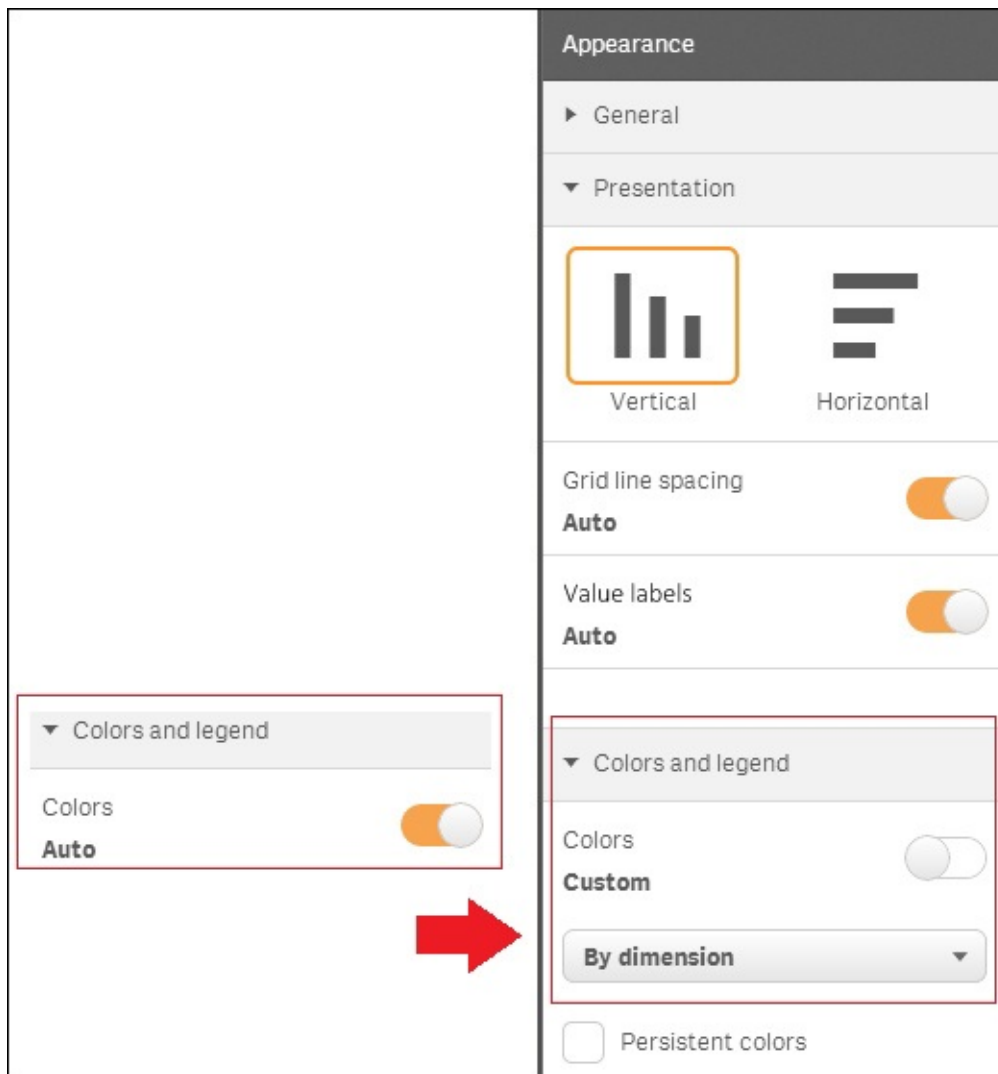 Appearance
General
Presentation
Vertical
Horizontal
Grid line spacing
Auto
Value labels
Auto
Colors and legend
Colors
Auto
Colors and legend
Colors
Custom
By dimension
Persistent colors